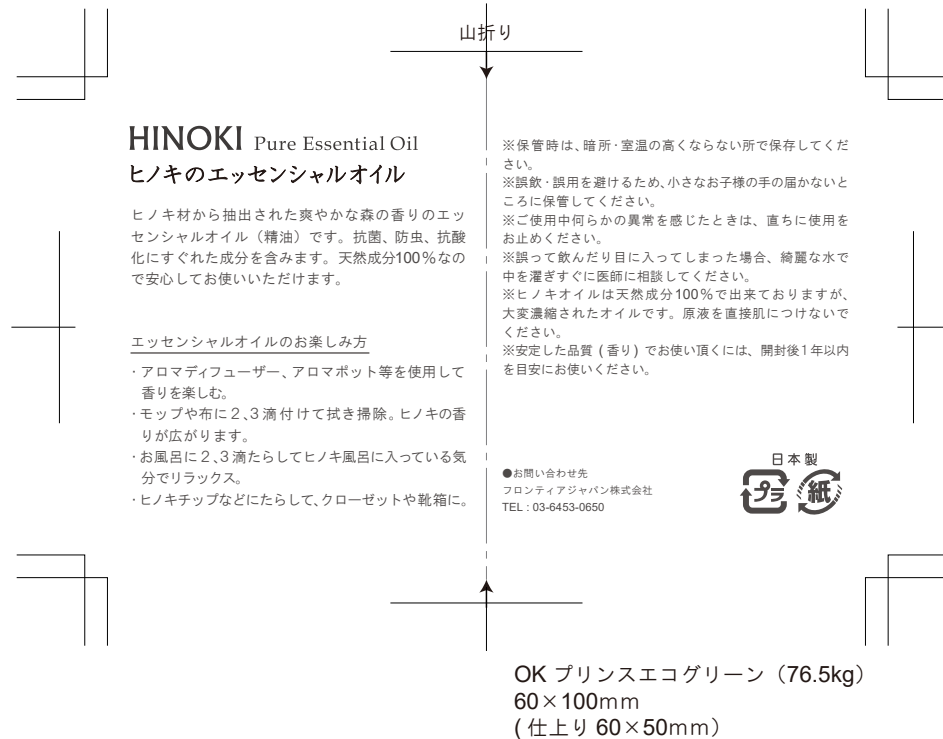 山折り
HINOKI Pure Essential Oil
ヒノキのエッセンシャルオイル
ヒノキ材から抽出された爽やかな森の香りのエッ
センシャルオイル（精油）です。抗菌、防虫、抗酸
化にすぐれた成分を含みます。天然成分100％なの
で安心してお使いいただけます。
エッセンシャルオイルのお楽しみ方
・アロマディフューザー、アロマポット等を使用して
香りを楽しむ。
・モップや布に２、３滴付けて拭き掃除。ヒノキの香
りが広がります。
・お風呂に２、３滴たらしてヒノキ風呂に入っている気
分でリラックス。
・ヒノキチップなどにたらして、クローゼットや靴箱に。
※保管時は、暗所・室温の高くならない所で保存してくだ
さい。
※誤飲・誤用を避けるため、小さなお子様の手の届かないと
ころに保管してください。
※ご使用中何らかの異常を感じたときは、直ちに使用を
お止めください。
※誤って飲んだり目に入ってしまった場合、綺麗な水で
中を濯ぎすぐに医師に相談してください。
※ヒノキオイルは天然成分100％で出来ておりますが、
大変濃縮されたオイルです。原液を直接肌につけないで
ください。
※安定した品質 ( 香り ) でお使い頂くには、開封後１年以内
を目安にお使いください。
●お問い合わせ先
フロンティアジャパン株式会社
TEL : 03-6453-0650
日本製
プラ 紙
OK プリンスエコグリーン（76.5kg）
60×100mm
( 仕上り 60×50mm）